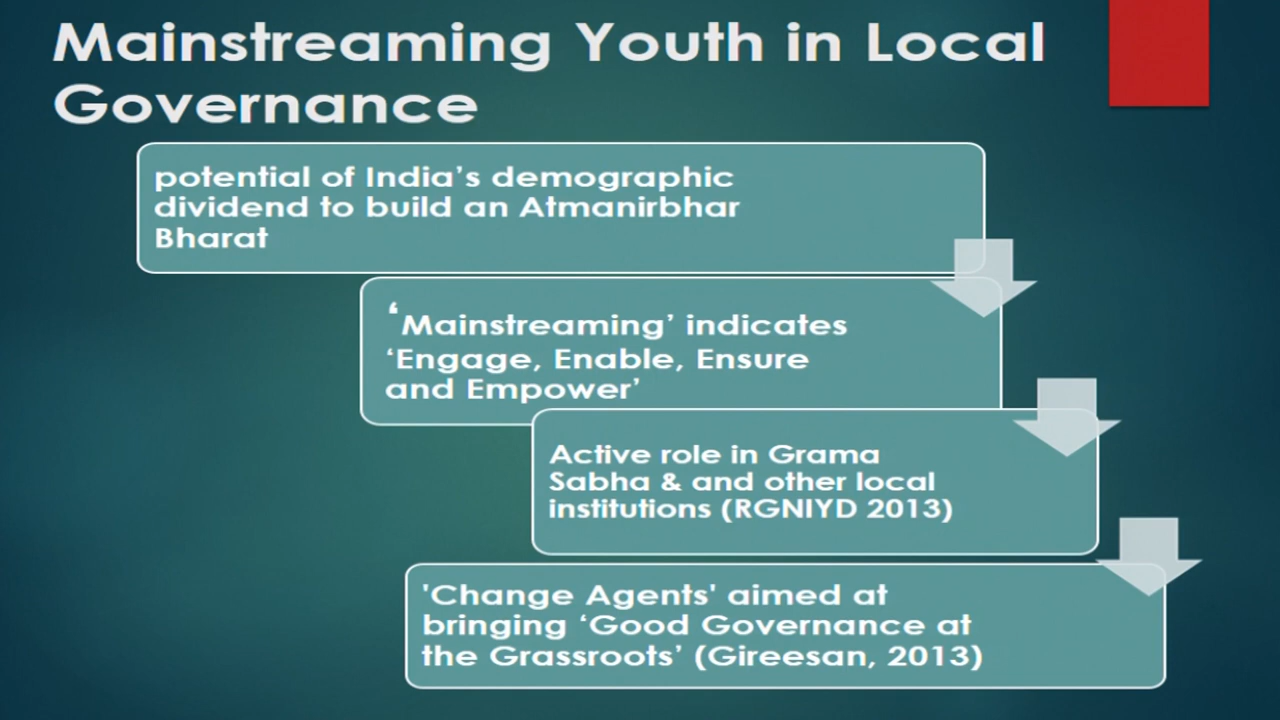 Mainstreaming Youth in Local
Governance
potential of India's demographic
dividend to build an Atmanirbhar
Bharat
‘Mainstreaming’ indicates
‘Engage, Enable, Ensure
and Empower’
Active role in Grama
Sabha & and other local
institutions (RGNIYD 2013)
'Change Agents' aimed at
bringing ‘Good Governance at
the Grassroots’ (Gireesan, 2013)